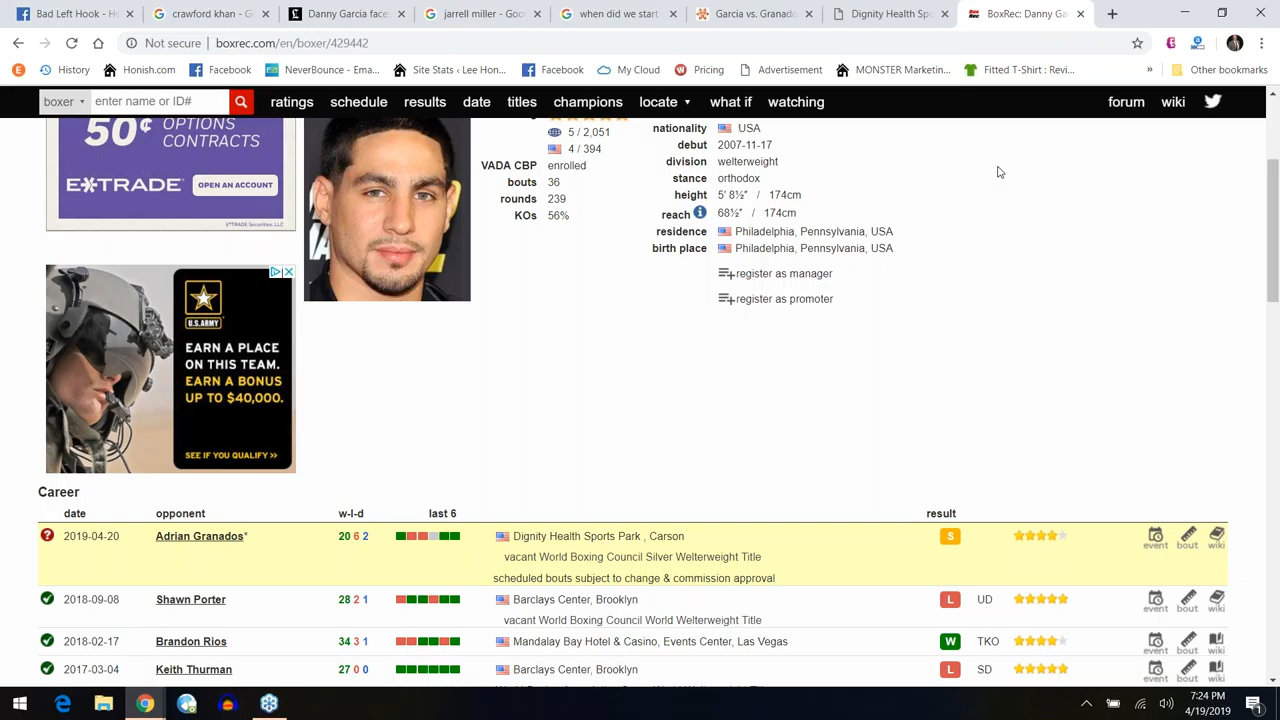 Bad Left Hook - Ho
crawford khan - G
Danny Garcia face
jarrell miller - Goo
when did we start
Garcia vs. Granado
Dignity Health Spo
BoxRec: Danny Ga
Not secure | boxrec.com/en/boxer/429442
History
Honish.com
Facebook
NeverBounce - Ema...
Site Stats ‹ Lee Hon...
Facebook
My Cloud
Pricing
Advertisement
MONSTER Marketin...
Fitted T-Shirt : Revi...
»
Other bookmarks
boxer
enter name or ID#
ratings schedule results date titles champions locate what if watching forum wiki
50¢ OPTIONS
CONTRACTS
E*TRADE OPEN AN ACCOUNT
E*TRADE Securities, LLC
5 / 2,051
4 / 394
VADA CBP enrolled
bouts 36
rounds 239
KOs 56%
nationality USA
debut 2007-11-17
division welterweight
stance orthodox
height 5' 8½" / 174cm
reach 68½" / 174cm
residence Philadelphia, Pennsylvania, USA
birth place Philadelphia, Pennsylvania, USA
register as manager
register as promoter
U.S.ARMY
EARN A PLACE
ON THIS TEAM.
EARN A BONUS
UP TO $40,000.
SEE IF YOU QUALIFY >>
Career
date opponent w-l-d last 6 result
2019-04-20 Adrian Granados* 20 6 2 Dignity Health Sports Park , Carson S event bout wiki
vacant World Boxing Council Silver Welterweight Title
scheduled bouts subject to change & commission approval
2018-09-08 Shawn Porter 28 2 1 Barclays Center, Brooklyn L UD event bout wiki
vacant World Boxing Council World Welterweight Title
2018-02-17 Brandon Rios 34 3 1 Mandalay Bay Hotel & Casino, Events Center, Las Vegas W TKO event bout wiki
2017-03-04 Keith Thurman 27 0 0 Barclays Center, Brooklyn L SD event bout wiki
7:24 PM
4/19/2019